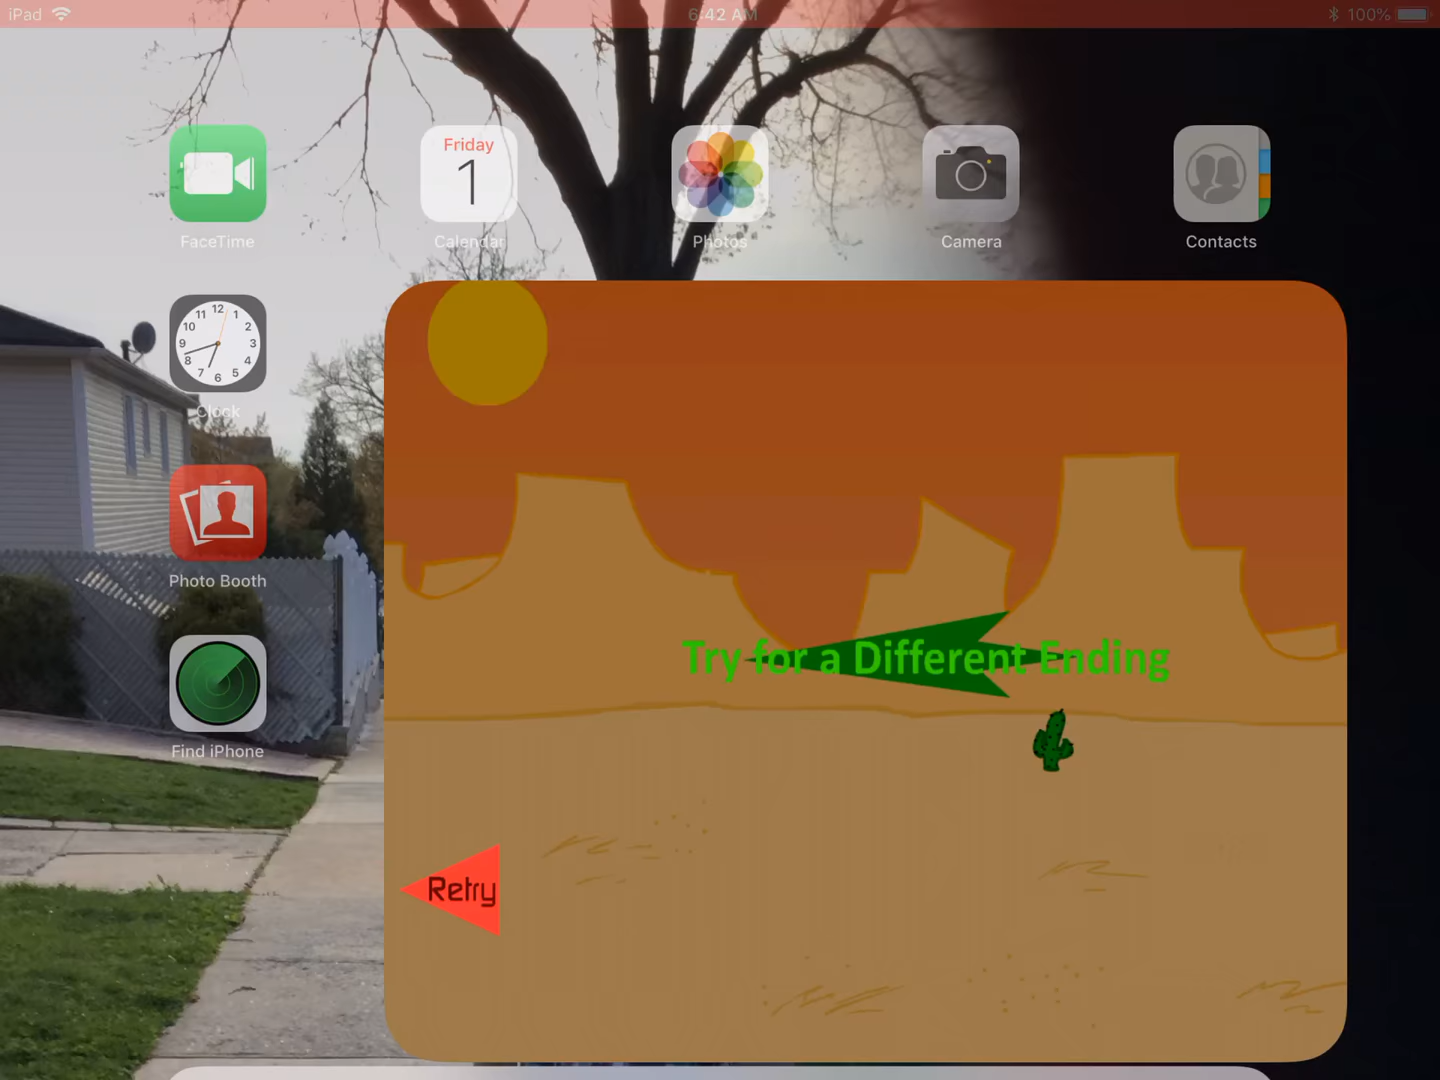 iPad 6:42 AM 100%
Friday
1
FaceTime Calendar Photos Camera Contacts
12 1 2 3 4 5 6 7 8 9 10 11
Clock
Photo Booth
Try for a Different Ending
Find iPhone
Retry